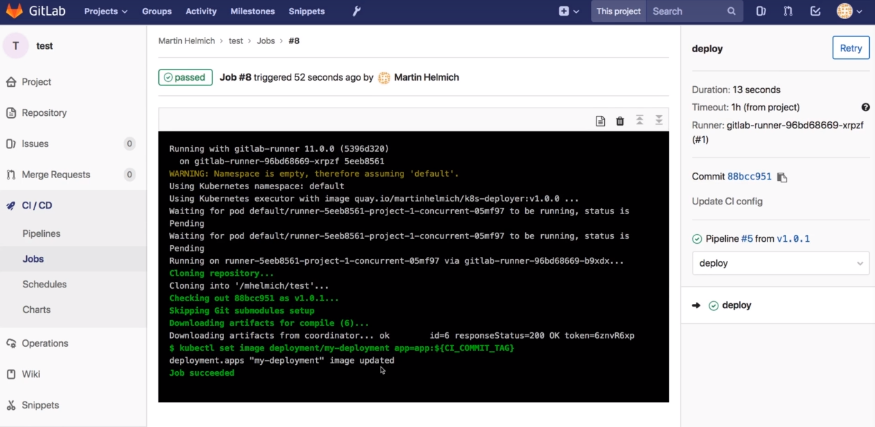 GitLab Projects Groups Activity Milestones Snippets This project Search
T test
Project
Repository
Issues 0
Merge Requests 0
CI / CD
Pipelines
Jobs
Schedules
Charts
Operations
Wiki
Snippets
Martin Helmich > test > Jobs > #8
passed Job #8 triggered 52 seconds ago by Martin Helmich
Running with gitlab-runner 11.0.0 (5396d320)
on gitlab-runner-96bd68669-xrpzf 5eeb8561
WARNING: Namespace is empty, therefore assuming 'default'.
Using Kubernetes namespace: default
Using Kubernetes executor with image quay.io/martinhelmich/k8s-deployer:v1.0.0 ...
Waiting for pod default/runner-5eeb8561-project-1-concurrent-05mf97 to be running, status is
Pending
Waiting for pod default/runner-5eeb8561-project-1-concurrent-05mf97 to be running, status is
Pending
Running on runner-5eeb8561-project-1-concurrent-05mf97 via gitlab-runner-96bd68669-b9xdx...
Cloning repository...
Cloning into '/mhelmich/test'...
Checking out 88bcc951 as v1.0.1...
Skipping Git submodules setup
Downloading artifacts for compile (6)...
Downloading artifacts from coordinator... ok id=6 responseStatus=200 OK token=6znvR6xp
$ kubectl set image deployment/my-deployment app=app:${CI_COMMIT_TAG}
deployment.apps "my-deployment" image updated
Job succeeded
deploy Retry
Duration: 13 seconds
Timeout: 1h (from project)
Runner: gitlab-runner-96bd68669-xrpzf
(#1)
Commit 88bcc951
Update CI config
Pipeline #5 from v1.0.1
deploy
deploy